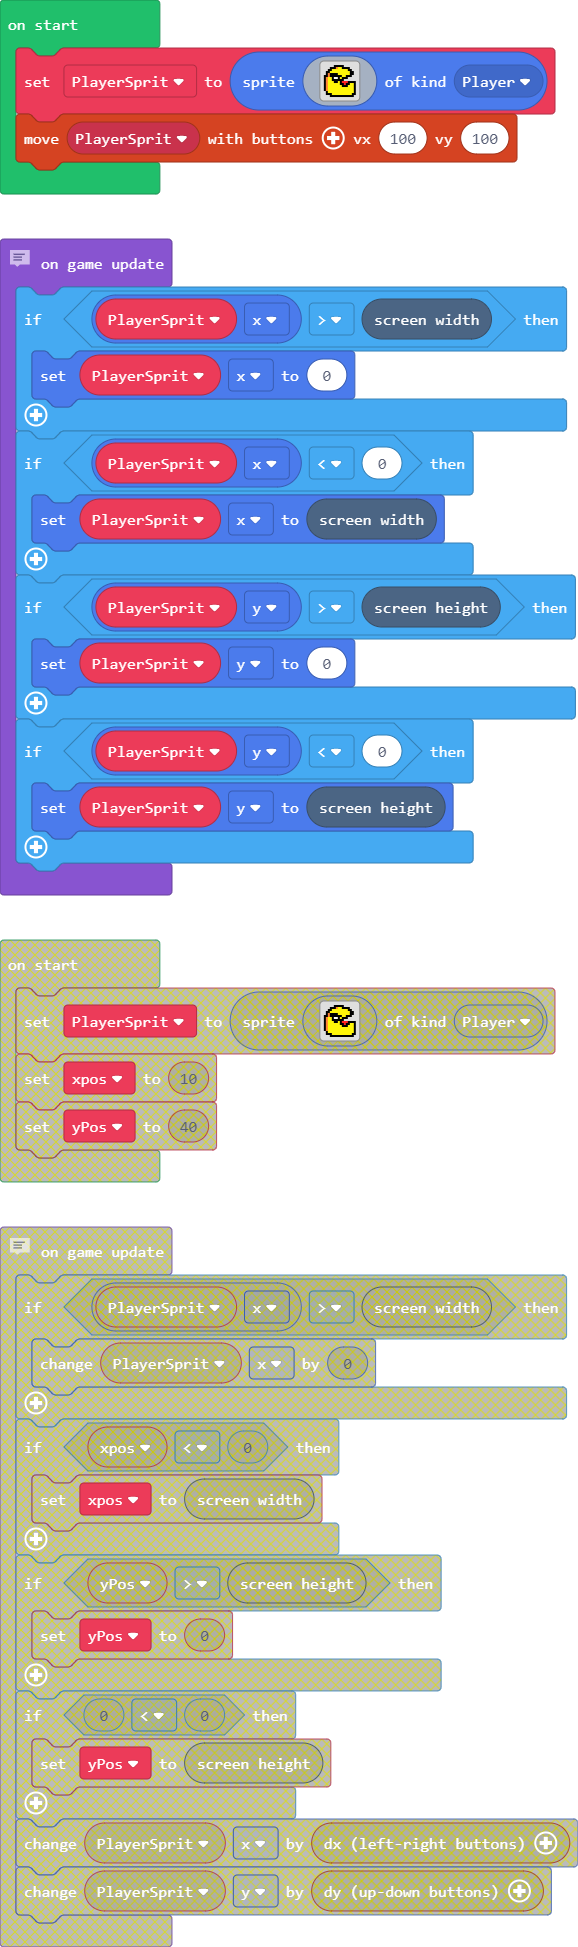 on start
set PlayerSprit to sprite of kind Player
move PlayerSprit with buttons vx 100 vy 100
on game update
if PlayerSprit x > screen width then
set PlayerSprit x to 0
if PlayerSprit x < 0 then
set PlayerSprit x to screen width
if PlayerSprit y > screen height then
set PlayerSprit y to 0
if PlayerSprit y < 0 then
set PlayerSprit y to screen height
on start
set PlayerSprit to sprite of kind Player
set xpos to 10
set yPos to 40
on game update
if PlayerSprit x > screen width then
change PlayerSprit x by 0
if xpos < 0 then
set xpos to screen width
if yPos > screen height then
set yPos to 0
if 0 < 0 then
set yPos to screen height
change PlayerSprit x by dx (left-right buttons)
change PlayerSprit y by dy (up-down buttons)